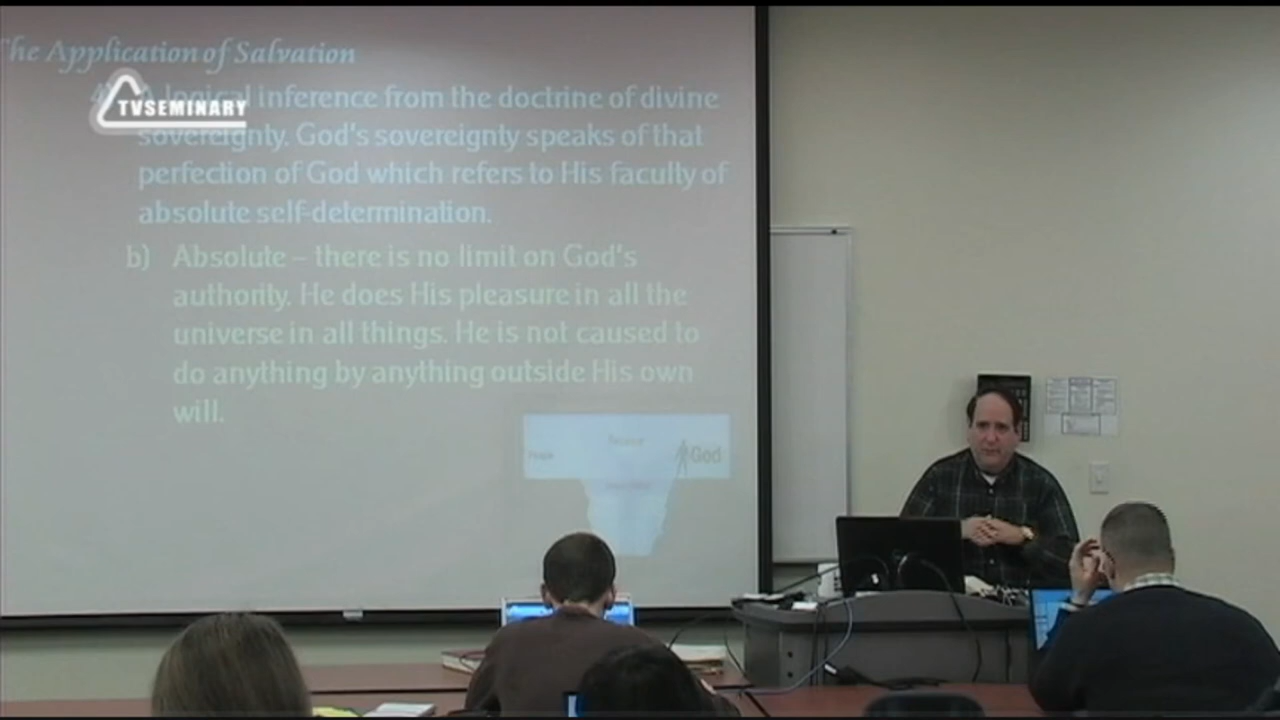 The Application of Salvation
TVSEMINARY
logical inference from the doctrine of divine
sovereignty. God's sovereignty speaks of that
perfection of God which refers to His faculty of
absolute self-determination.
b) Absolute – there is no limit on God's
authority. He does His pleasure in all the
universe in all things. He is not caused to
do anything by anything outside His own
will.
God